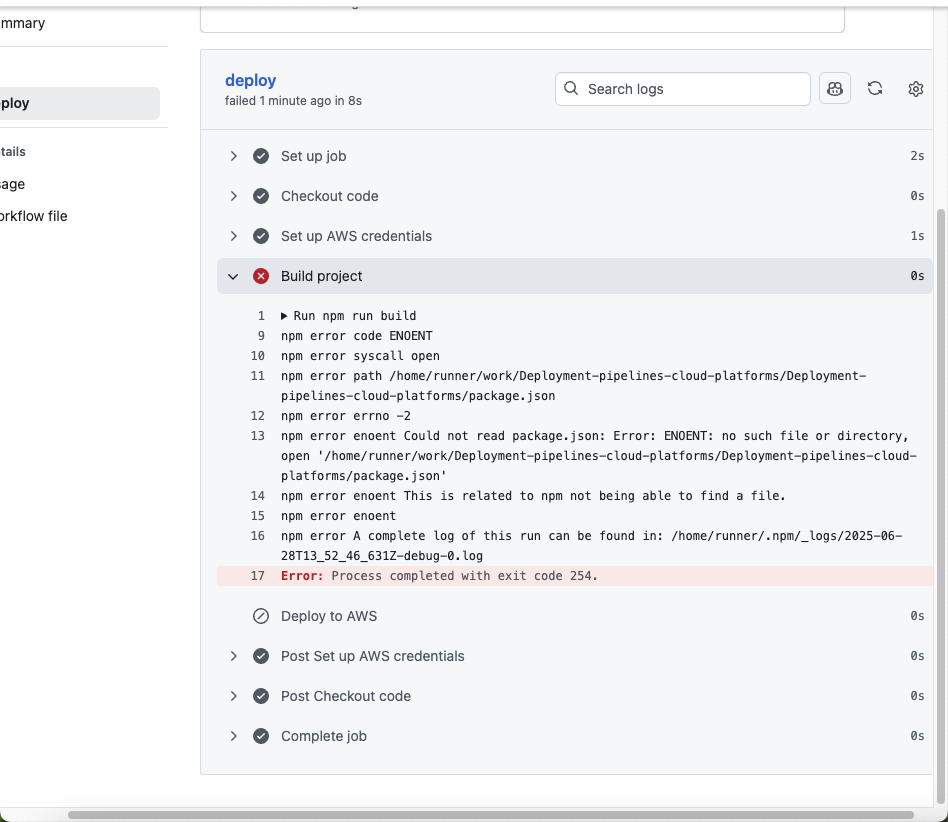 mmary
deploy
failed 1 minute ago in 8s
Search logs
ploy
tails
sage
orkflow file
Set up job 2s
Checkout code 0s
Set up AWS credentials 1s
Build project 0s
1 Run npm run build
9 npm error code ENOENT
10 npm error syscall open
11 npm error path /home/runner/work/Deployment-pipelines-cloud-platforms/Deployment-
pipelines-cloud-platforms/package.json
12 npm error errno -2
13 npm error enoent Could not read package.json: Error: ENOENT: no such file or directory,
open '/home/runner/work/Deployment-pipelines-cloud-platforms/Deployment-pipelines-cloud-
platforms/package.json'
14 npm error enoent This is related to npm not being able to find a file.
15 npm error enoent
16 npm error A complete log of this run can be found in: /home/runner/.npm/_logs/2025-06-
28T13_52_46_631Z-debug-0.log
17 Error: Process completed with exit code 254.
Deploy to AWS 0s
Post Set up AWS credentials 0s
Post Checkout code 0s
Complete job 0s